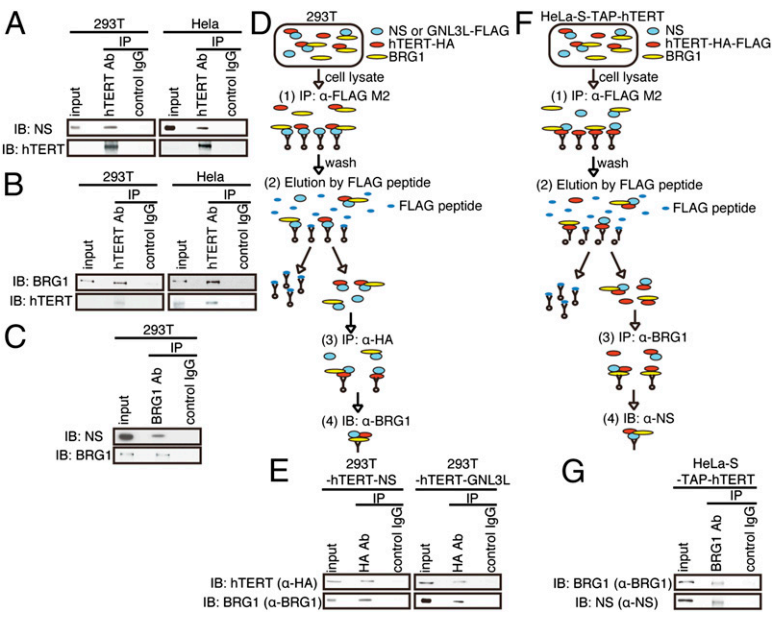 A
293T
Hela
IP
IP
input
hTERT Ab
control IgG
input
hTERT Ab
control IgG
IB: NS
IB: hTERT
B
293T
Hela
IP
IP
input
hTERT Ab
control IgG
input
hTERT Ab
control IgG
IB: BRG1
IB: hTERT
C
293T
IP
input
BRG1 Ab
control IgG
IB: NS
IB: BRG1
D
293T
NS or GNL3L-FLAG
hTERT-HA
BRG1
cell lysate
(1) IP: α-FLAG M2
wash
(2) Elution by FLAG peptide
FLAG peptide
(3) IP: α-HA
(4) IB: α-BRG1
E
293T
-hTERT-NS
293T
-hTERT-GNL3L
IP
IP
input
HA Ab
control IgG
input
HA Ab
control IgG
IB: hTERT (α-HA)
IB: BRG1 (α-BRG1)
F
HeLa-S-TAP-hTERT
NS
hTERT-HA-FLAG
BRG1
cell lysate
(1) IP: α-FLAG M2
wash
(2) Elution by FLAG peptide
FLAG peptide
(3) IP: α-BRG1
(4) IB: α-NS
G
HeLa-S
-TAP-hTERT
IP
input
BRG1 Ab
control IgG
IB: BRG1 (α-BRG1)
IB: NS (α-NS)